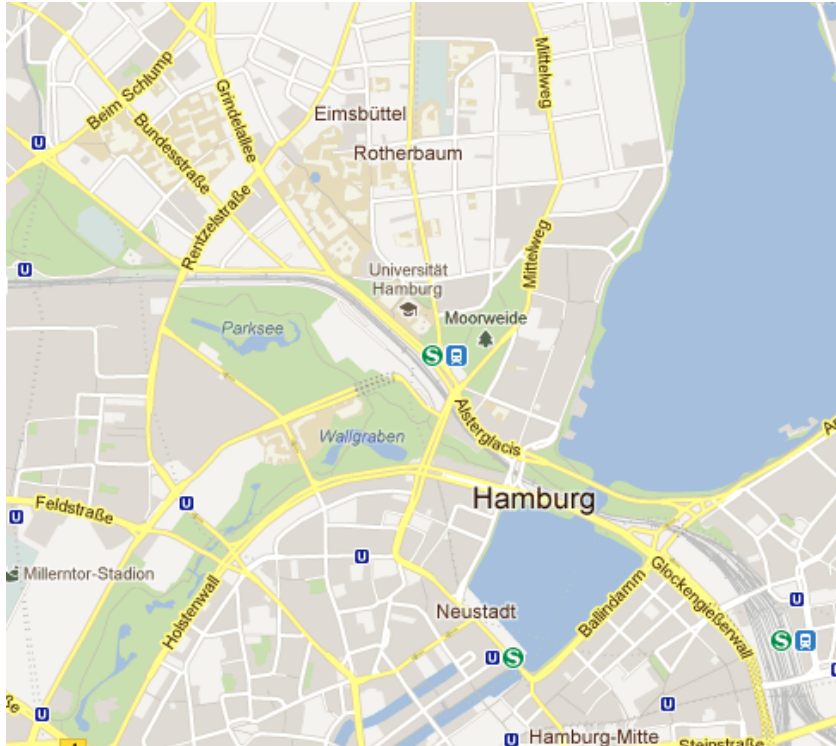 Mittelweg
Beim Schlump
Grindelallee
Eimsbüttel
Bundesstraße
Rotherbaum
U
Rentzelstraße
Mittelweg
U
Universität
Hamburg
Parksee
Moorweide
S
Alsterglacis
Wallgraben
Hamburg
Feldstraße
U
U
U
Millerntor-Stadion
Glockengießerwall
Ballindamm
Holstenwall
Neustadt
U
S
U
S
U
U
U
U
Hamburg-Mitte
Steinstraße